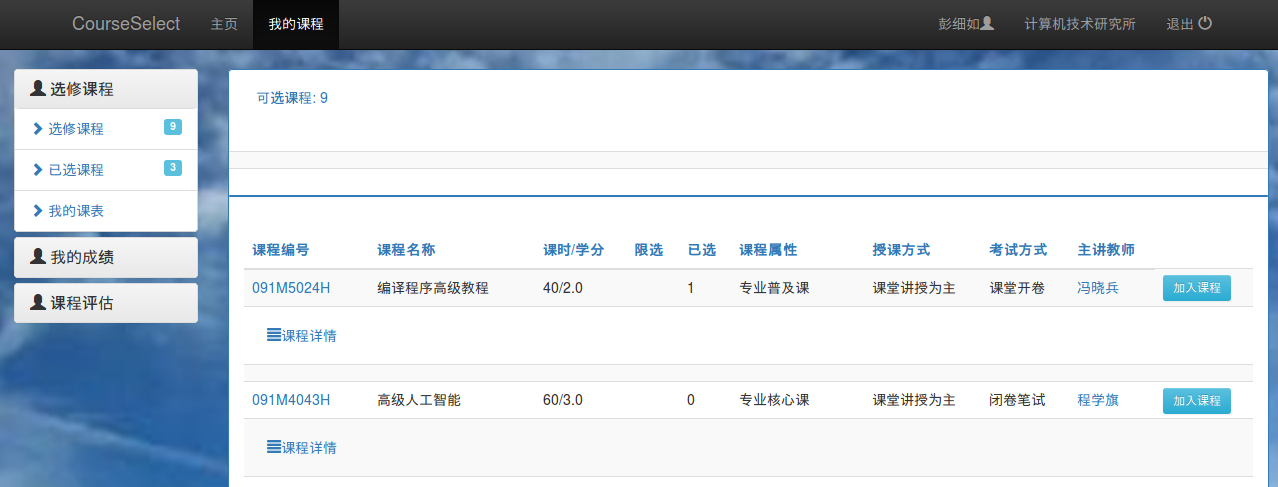 CourseSelect 主页 我的课程 彭细如 计算机技术研究所 退出
选修课程
选修课程 9
已选课程 3
我的课表
我的成绩
课程评估
可选课程: 9
课程编号 课程名称 课时/学分 限选 已选 课程属性 授课方式 考试方式 主讲教师
091M5024H 编译程序高级教程 40/2.0 1 专业普及课 课堂讲授为主 课堂开卷 冯晓兵 加入课程
课程详情
091M4043H 高级人工智能 60/3.0 0 专业核心课 课堂讲授为主 闭卷笔试 程学旗 加入课程
课程详情